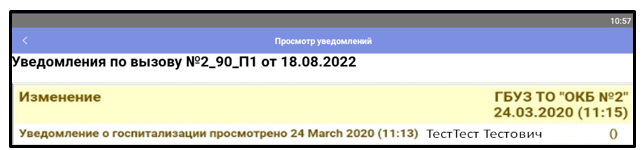 10:57
Просмотр уведомлений
Уведомления по вызову №2_90_П1 от 18.08.2022
Изменение ГБУЗ ТО "ОКБ №2"
24.03.2020 (11:15)
Уведомление о госпитализации просмотрено 24 March 2020 (11:13) ТестТест Тестович ()